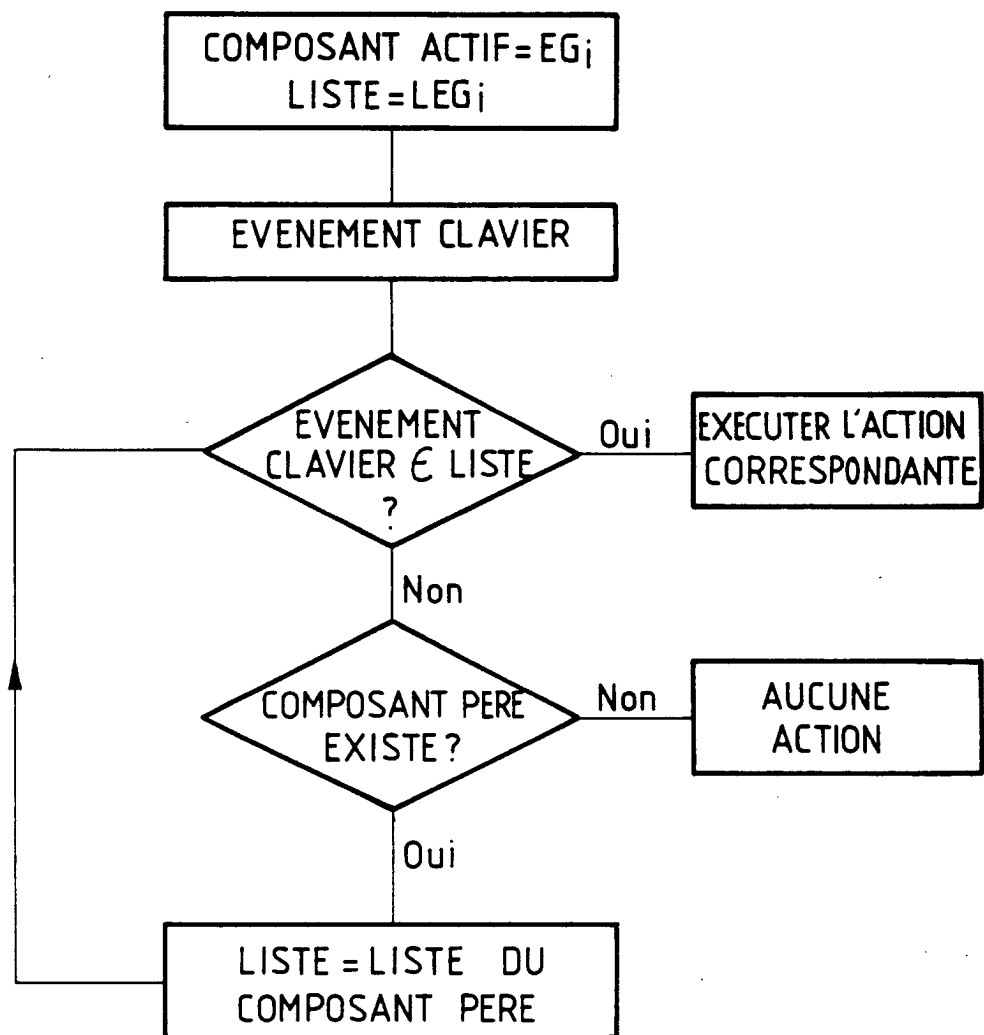 COMPOSANT ACTIF=EGi
LISTE=LEGi
EVENEMENT CLAVIER
EVENEMENT
CLAVIER ∈ LISTE
?
Oui
EXECUTER L'ACTION
CORRESPONDANTE
Non
COMPOSANT PERE
EXISTE?
Non
AUCUNE
ACTION
Oui
LISTE=LISTE DU
COMPOSANT PERE